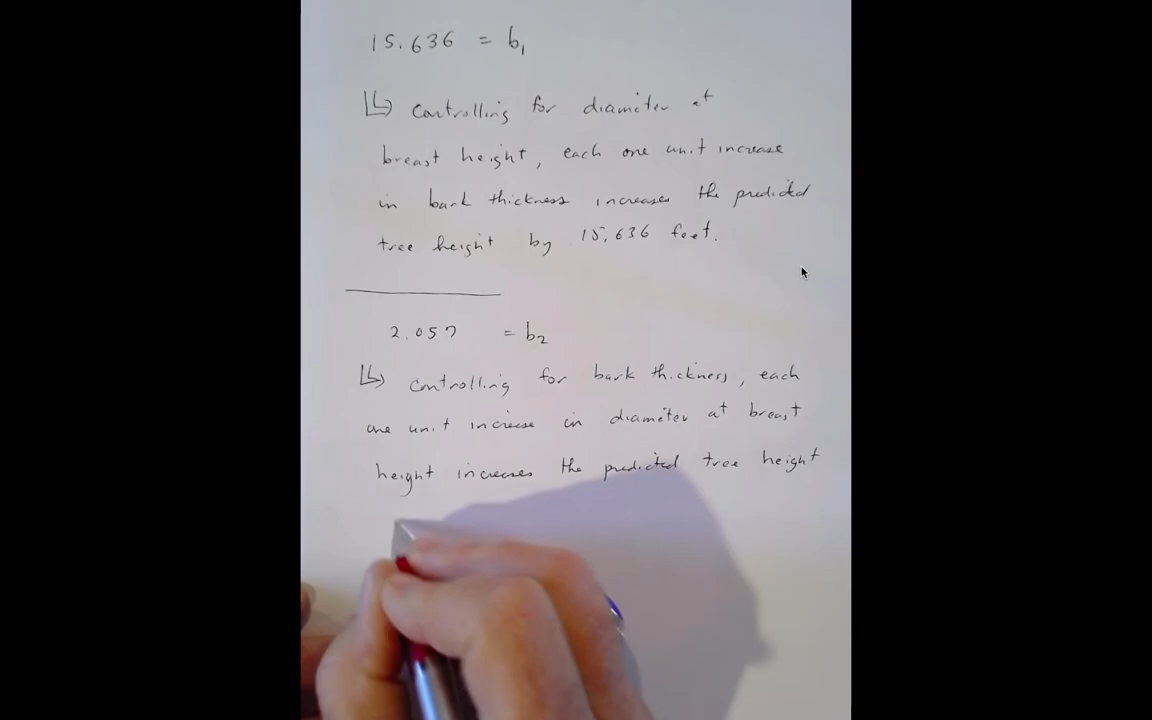 15.636 = b₁
↳ Controlling for diameter at
breast height, each one unit increase
in bark thickness increases the predicted
tree height by 15.636 feet.
2.057 = b₂
↳ Controlling for bark thickness, each
one unit increase in diameter at breast
height increases the predicted tree height